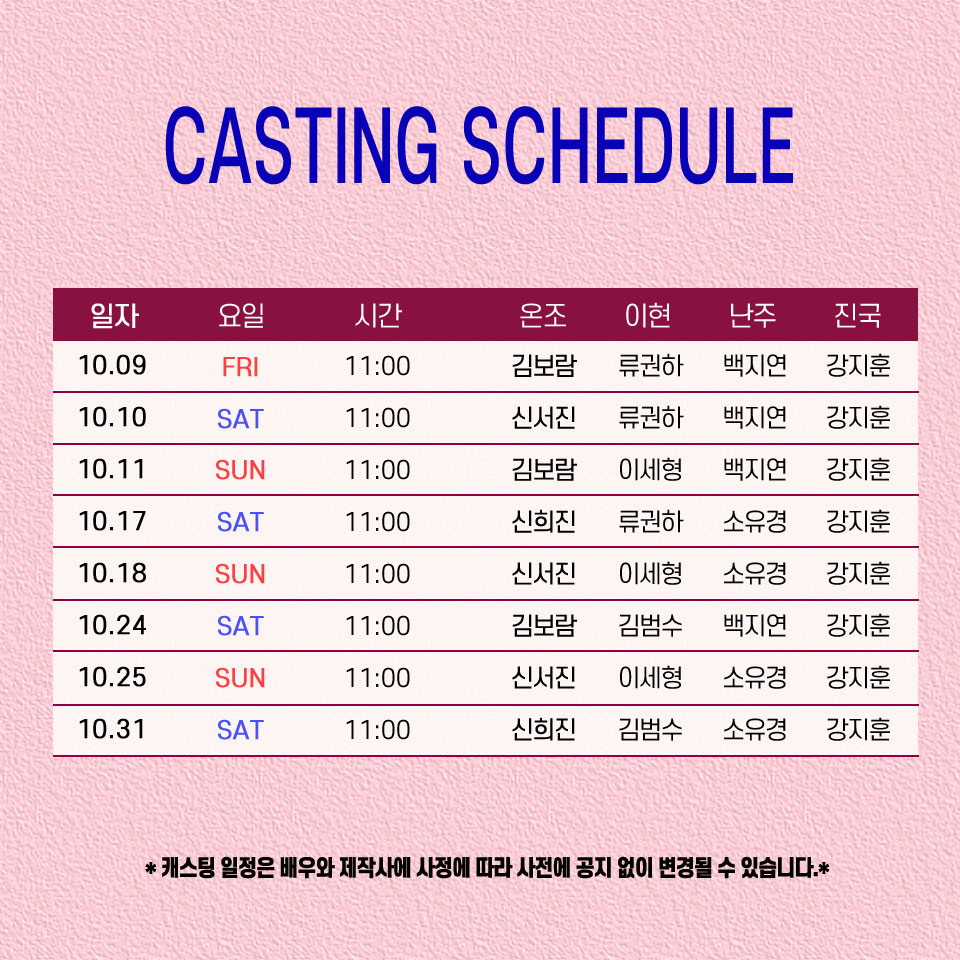 CASTING SCHEDULE
일자 요일 시간 온조 이현 난주 진국
10.09 FRI 11:00 김보람 류권하 백지연 강지훈
10.10 SAT 11:00 신서진 류권하 백지연 강지훈
10.11 SUN 11:00 김보람 이세형 백지연 강지훈
10.17 SAT 11:00 신희진 류권하 소유경 강지훈
10.18 SUN 11:00 신서진 이세형 소유경 강지훈
10.24 SAT 11:00 김보람 김범수 백지연 강지훈
10.25 SUN 11:00 신서진 이세형 소유경 강지훈
10.31 SAT 11:00 신희진 김범수 소유경 강지훈
* 캐스팅 일정은 배우와 제작사에 사정에 따라 사전에 공지 없이 변경될 수 있습니다.*